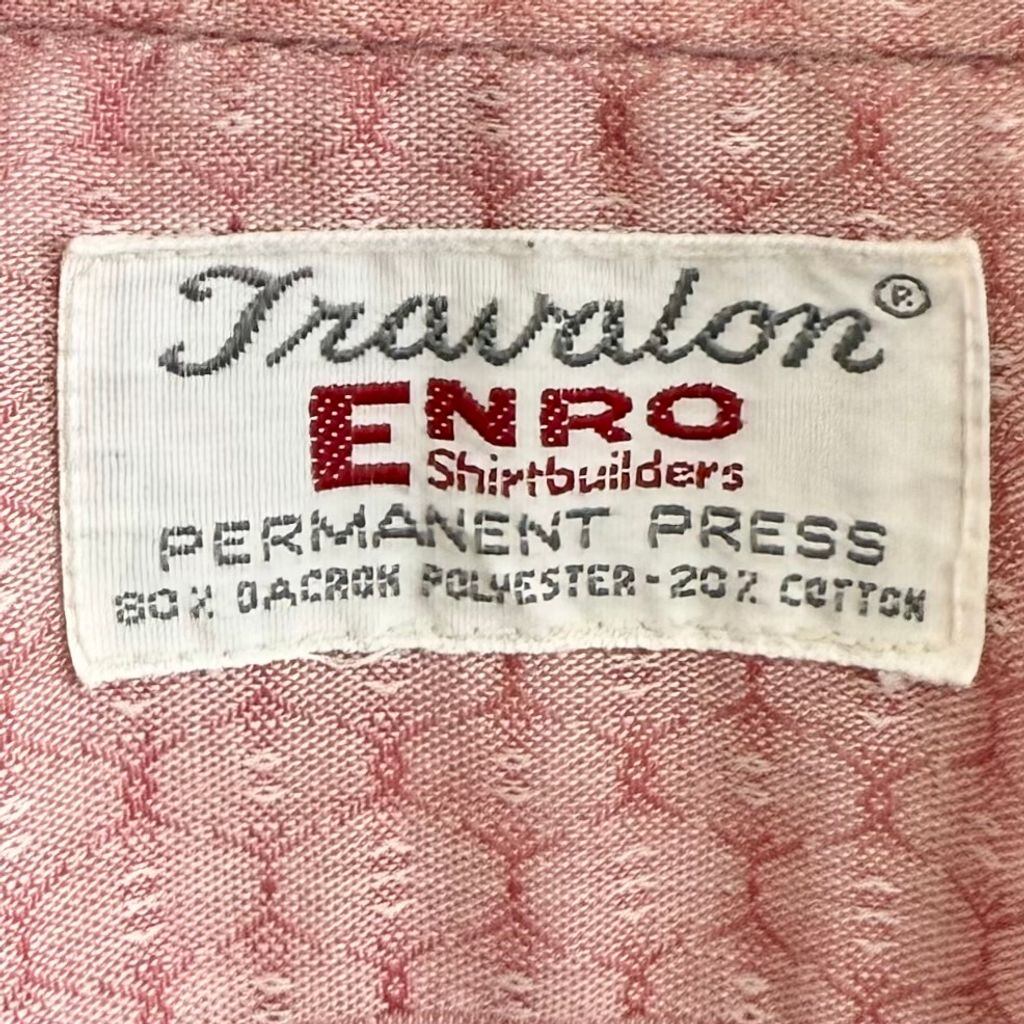 Travalon®
ENRO
Shirtbuilders
PERMANENT PRESS
80% DACRON POLYESTER - 20% COTTON